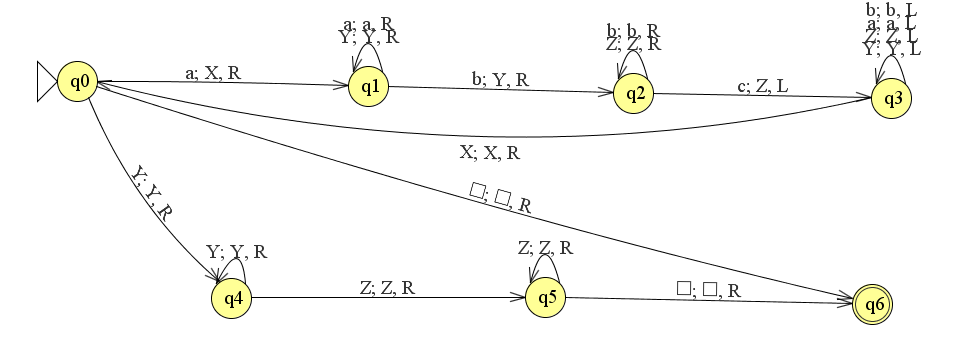 b; b, L
a; a, L
Z; Z, L
Y; Y, L
a; a, R
Y; Y, R
b; b, R
Z; Z, R
q0
a; X, R
q1
b; Y, R
q2
c; Z, L
q3
X; X, R
Y; Y, R
□; □, R
Y; Y, R
Z; Z, R
q4
Z; Z, R
q5
□; □, R
q6